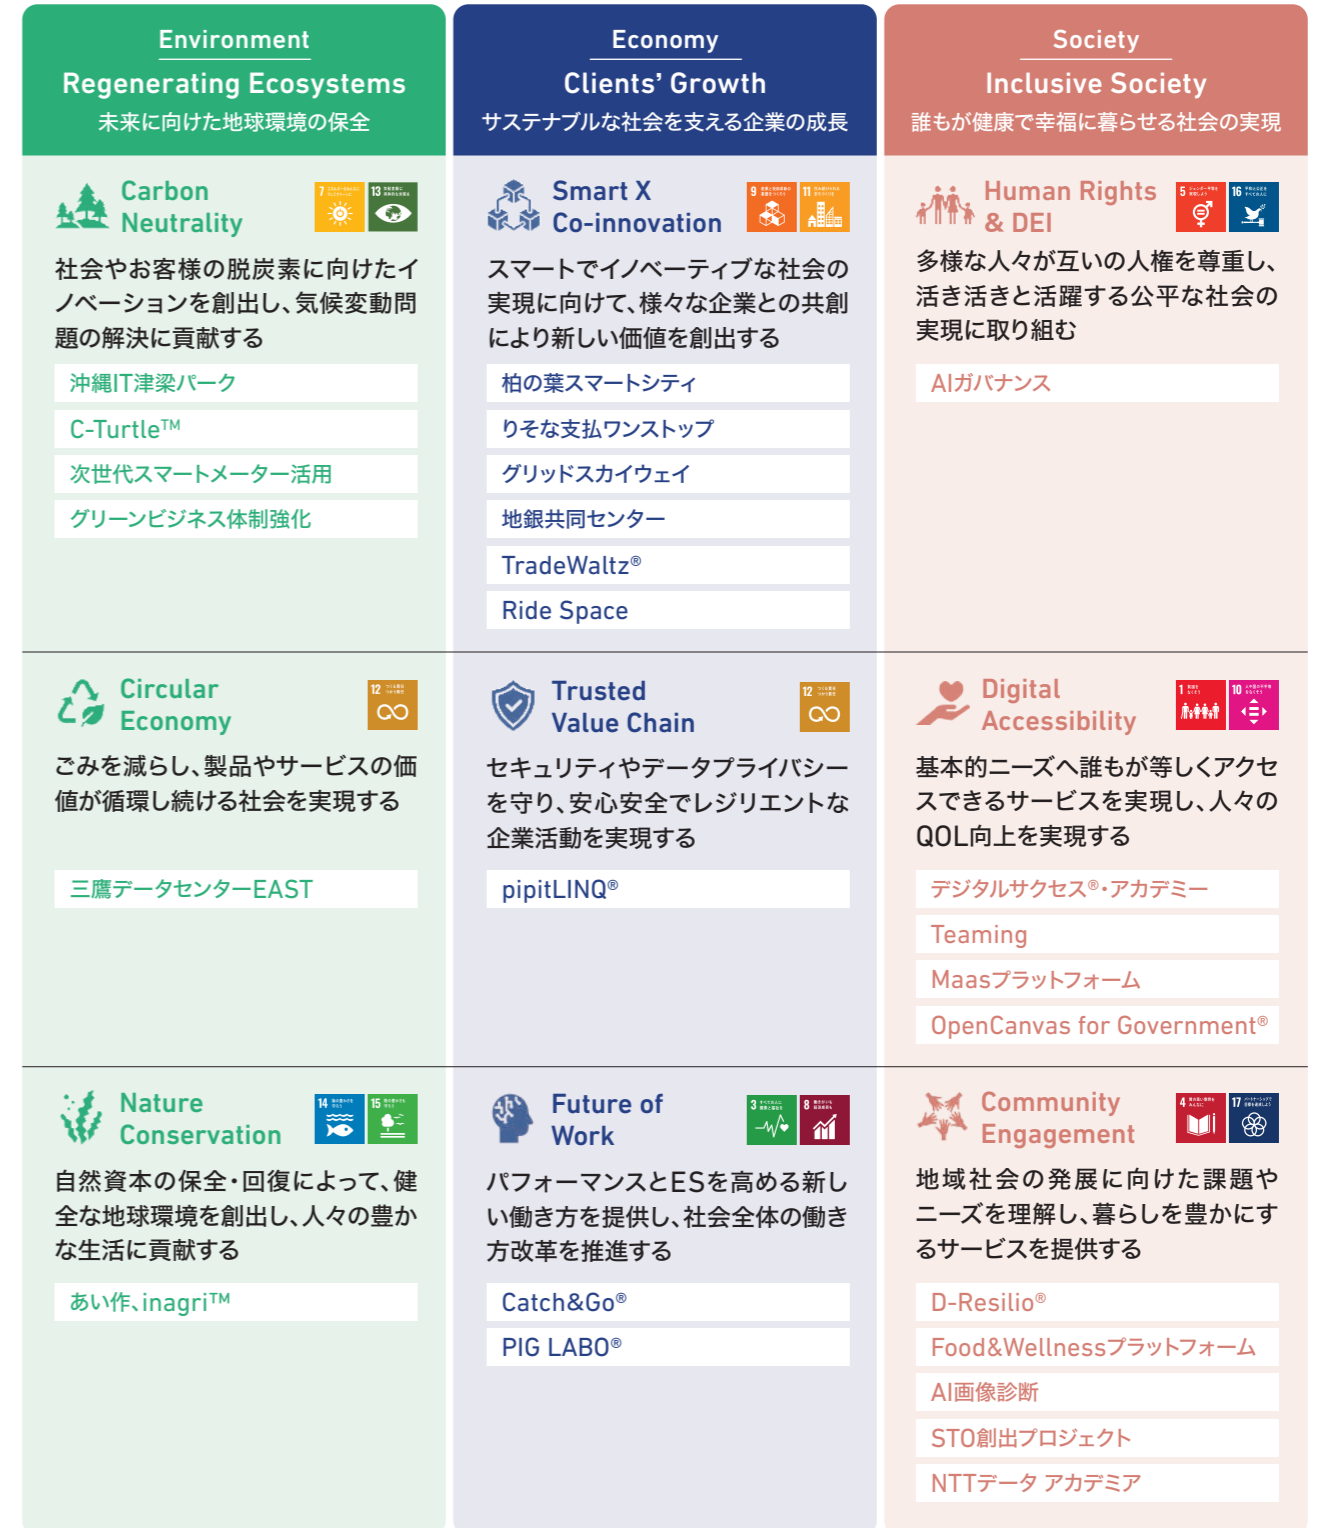 Environment
Regenerating Ecosystems
未来に向けた地球環境の保全
Carbon
Neutrality
7
13
社会やお客様の脱炭素に向けたイ
ノベーションを創出し、気候変動問
題の解決に貢献する
沖縄IT津梁パーク
C-Turtle™
次世代スマートメーター活用
グリーンビジネス体制強化
Circular
Economy
12
ごみを減らし、製品やサービスの価
値が循環し続ける社会を実現する
三鷹データセンターEAST
Nature
Conservation
14
15
自然資本の保全・回復によって、健
全な地球環境を創出し、人々の豊か
な生活に貢献する
あい作、inagri™
Economy
Clients’ Growth
サステナブルな社会を支える企業の成長
Smart X
Co-innovation
9
11
スマートでイノベーティブな社会の
実現に向けて、様々な企業との共創
により新しい価値を創出する
柏の葉スマートシティ
りそな支払ワンストップ
グリッドスカイウェイ
地銀共同センター
TradeWaltz®
Ride Space
Trusted
Value Chain
12
セキュリティやデータプライバシー
を守り、安心安全でレジリエントな
企業活動を実現する
pipitLINQ®
Future of
Work
3
8
パフォーマンスとESを高める新し
い働き方を提供し、社会全体の働き
方改革を推進する
Catch&Go®
PIG LABO®
Society
Inclusive Society
誰もが健康で幸福に暮らせる社会の実現
Human Rights
& DEI
5
16
多様な人々が互いの人権を尊重し、
活き活きと活躍する公平な社会の
実現に取り組む
AIガバナンス
Digital
Accessibility
1
10
基本的ニーズへ誰もが等しくアクセ
スできるサービスを実現し、人々の
QOL向上を実現する
デジタルサクセス®・アカデミー
Teaming
Maasプラットフォーム
OpenCanvas for Government®
Community
Engagement
4
17
地域社会の発展に向けた課題や
ニーズを理解し、暮らしを豊かにす
るサービスを提供する
D-Resilio®
Food&Wellnessプラットフォーム
AI画像診断
STO創出プロジェクト
NTTデータ アカデミア